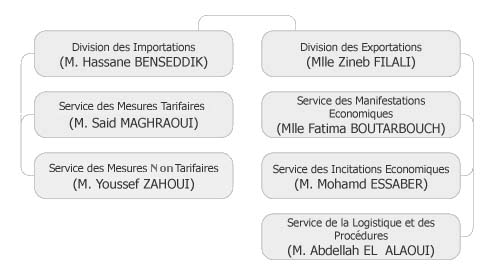 Division des Importations
(M. Hassane BENSEDDIK)
Service des Mesures Tarifaires
(M. Said MAGHRAOUI)
Service des Mesures Non Tarifaires
(M. Youssef ZAHOUI)
Division des Exportations
(Mlle Zineb FILALI)
Service des Manifestations
Economiques
(Mlle Fatima BOUTARBOUCH)
Service des Incitations Economiques
(M. Mohamd ESSABER)
Service de la Logistique et des
Procédures
(M. Abdellah EL ALAOUI)